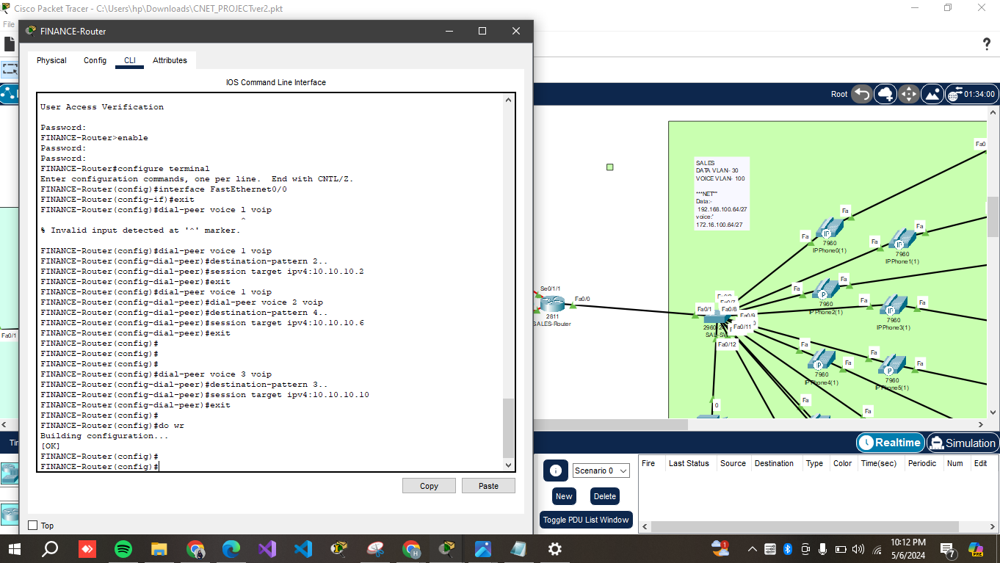 Cisco Packet Tracer - C:\Users\hp\Downloads\CNET_PROJECTver2.pkt
File
FINANCE-Router
Physical
Config
CLI
Attributes
IOS Command Line Interface
User Access Verification
Password:
FINANCE-Router>enable
Password:
Password:
FINANCE-Router#configure terminal
Enter configuration commands, one per line.  End with CNTL/Z.
FINANCE-Router(config)#interface FastEthernet0/0
FINANCE-Router(config-if)#exit
FINANCE-Router(config)#dial-peer voice l voip
^
% Invalid input detected at '^' marker.
FINANCE-Router(config)#dial-peer voice 1 voip
FINANCE-Router(config-dial-peer)#destination-pattern 2..
FINANCE-Router(config-dial-peer)#session target ipv4:10.10.10.2
FINANCE-Router(config-dial-peer)#exit
FINANCE-Router(config)#dial-peer voice 1 voip
FINANCE-Router(config-dial-peer)#dial-peer voice 2 voip
FINANCE-Router(config-dial-peer)#destination-pattern 4..
FINANCE-Router(config-dial-peer)#session target ipv4:10.10.10.6
FINANCE-Router(config-dial-peer)#exit
FINANCE-Router(config)#
FINANCE-Router(config)#
FINANCE-Router(config)#
FINANCE-Router(config)#dial-peer voice 3 voip
FINANCE-Router(config-dial-peer)#destination-pattern 3..
FINANCE-Router(config-dial-peer)#session target ipv4:10.10.10.10
FINANCE-Router(config-dial-peer)#exit
FINANCE-Router(config)#
FINANCE-Router(config)#do wr
Building configuration...
[OK]
FINANCE-Router(config)#
FINANCE-Router(config)#
Copy
Paste
Top
Fa0/1
Root
01:34:00
SALES
DATA VLAN- 30
VOICE VLAN- 100
***NET""
Data:-
192.168.100.64/27
voice:'
172.16.100.64/27
Fa0
Fa
Fa
7960
IP Phone0(1)
Fa
Fa
7960
IP Phone1(1)
Se0/1/1
Fa0/0
2811
SALES-Router
Fa
Fa
7960
IP Phone2(1)
Fa
Fa
7960
IP Phone3(1)
Fa0/1
Fa0/8
Fa0/9
Fa0/11
Fa0/12
Fa
Fa
7960
IP Phone4(1)
Fa
Fa
7960
IP Phone5(1)
Fa
Fa
0
Realtime
Simulation
Scenario 0
New
Delete
Toggle PDU List Window
Fire
Last Status
Source
Destination
Type
Color
Time(sec)
Periodic
Num
Edit
1
10:12 PM
5/6/2024
7
PRE